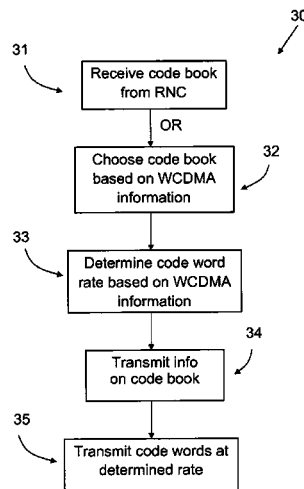 30
31
Receive code book
from RNC
OR
32
Choose code book
based on WCDMA
information
33
Determine code word
rate based on WCDMA
information
34
Transmit info
on code book
35
Transmit code words at
determined rate